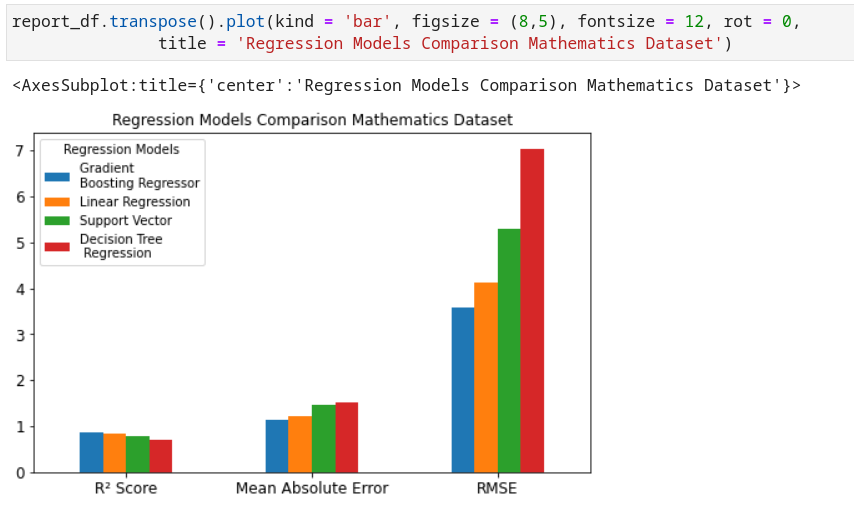 report_df.transpose().plot(kind = 'bar', figsize = (8,5), fontsize = 12, rot = 0,
title = 'Regression Models Comparison Mathematics Dataset')
<AxesSubplot:title={'center':'Regression Models Comparison Mathematics Dataset'}>
Regression Models Comparison Mathematics Dataset
Regression Models
Gradient
Boosting Regressor
Linear Regression
Support Vector
Decision Tree
Regression
7
6
5
4
3
2
1
0
R² Score
Mean Absolute Error
RMSE